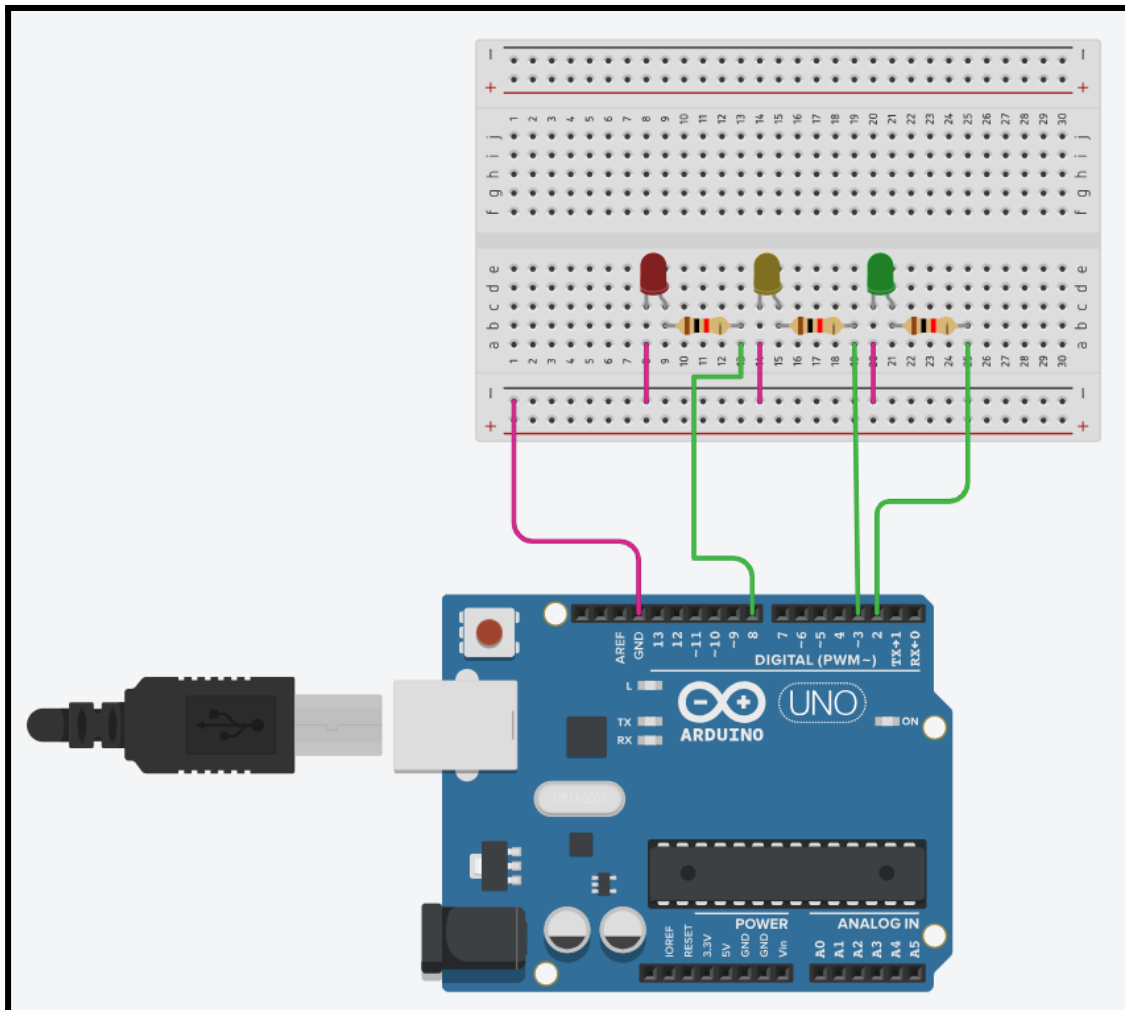 - -
+ +
1 2 3 4 5 6 7 8 9 10 11 12 13 14 15 16 17 18 19 20 21 22 23 24 25 26 27 28 29 30
j j
i i
h h
g g
f f
e e
d d
c c
b b
a a
1 2 3 4 5 6 7 8 9 10 11 12 13 14 15 16 17 18 19 20 21 22 23 24 25 26 27 28 29 30
- -
+ +
AREF GND 13 12 ~11 ~10 ~9 8 7 ~6 ~5 4 ~3 2 TX→1 RX←0
DIGITAL (PWM~)
L
TX
RX
ARDUINO
UNO
ON
POWER
ANALOG IN
IOREF RESET 3.3V 5V GND GND Vin A0 A1 A2 A3 A4 A5